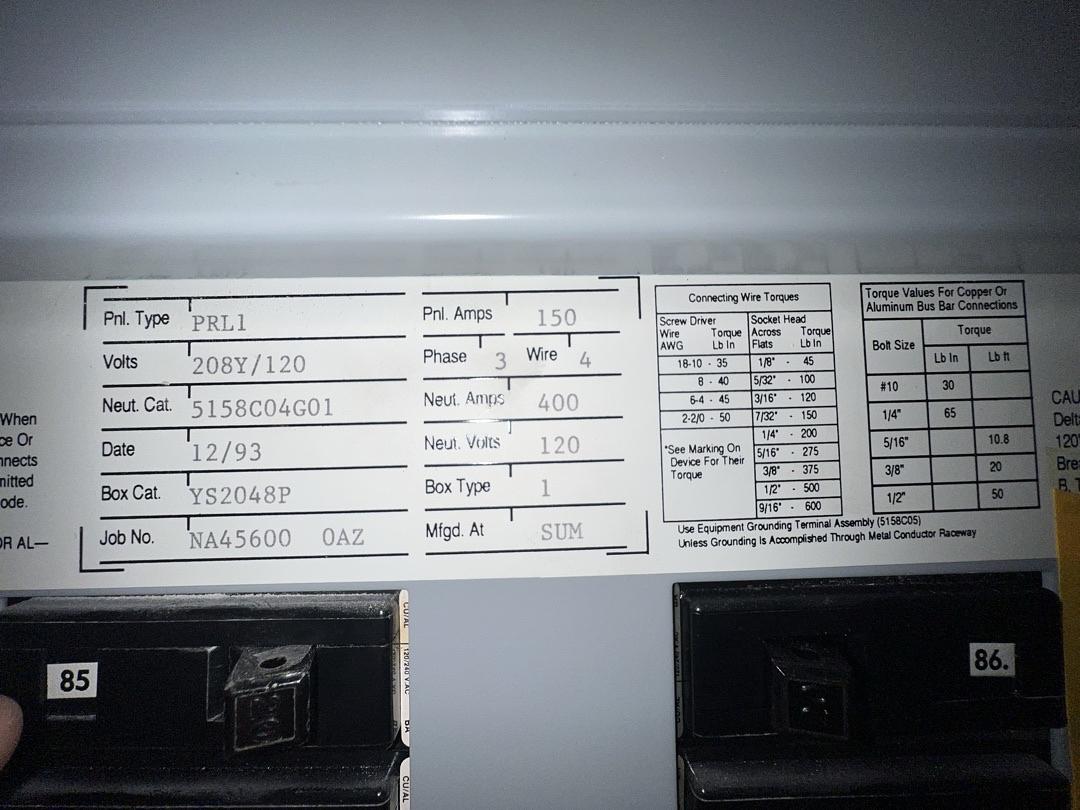 When
ce Or
nnects
mitted
ode.
OR AL—
Pnl. Type PRL1
Volts 208Y/120
Neut. Cat. 5158C04G01
Date 12/93
Box Cat. YS2048P
Job No. NA45600 0AZ
Pnl. Amps 150
Phase 3 Wire 4
Neut. Amps 400
Neut. Volts 120
Box Type 1
Mfgd. At SUM
Connecting Wire Torques
Screw Driver
Wire Torque
AWG Lb In
18-10 - 35
8 - 40
6-4 - 45
2-2/0 - 50
*See Marking On
Device For Their
Torque
Socket Head
Across Torque
Flats Lb In
1/8" - 45
5/32" - 100
3/16" - 120
7/32" - 150
1/4" - 200
5/16" - 275
3/8" - 375
1/2" - 500
9/16" - 600
Torque Values For Copper Or
Aluminum Bus Bar Connections
Bolt Size Torque
Lb In Lb ft
#10 30
1/4" 65
5/16" 10.8
3/8" 20
1/2" 50
Use Equipment Grounding Terminal Assembly (5158C05)
Unless Grounding Is Accomplished Through Metal Conductor Raceway
CAU
Delta
120
Brea
B. T
85
CU/AL
120/240 V.AC
CU/AL
86.